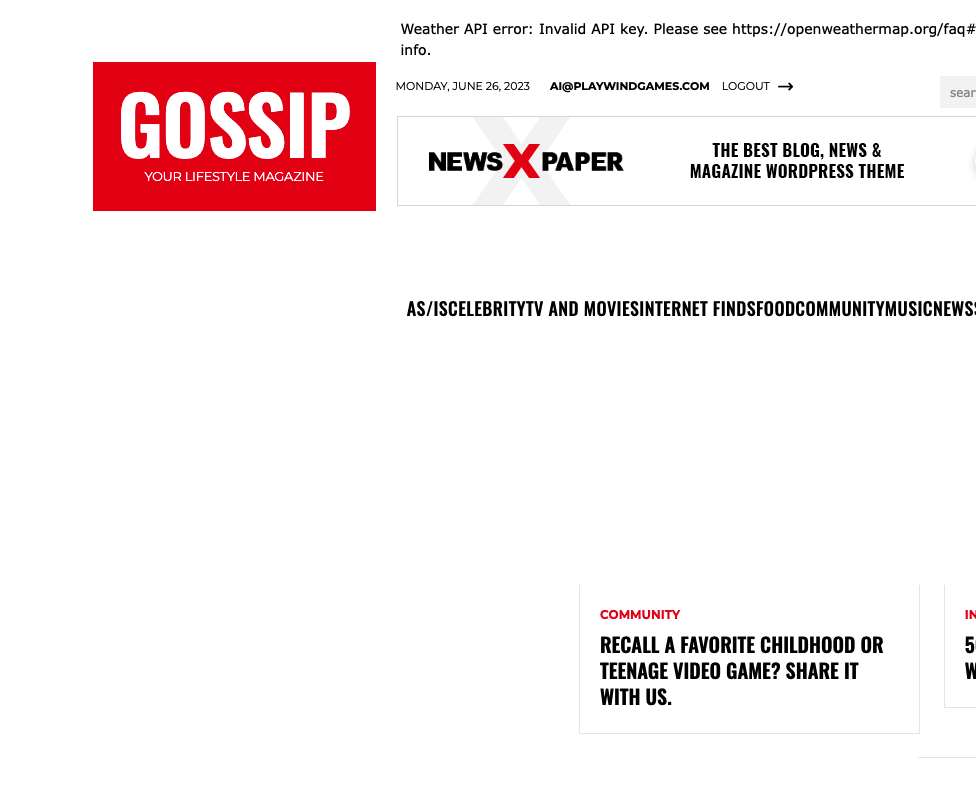 Weather API error: Invalid API key. Please see https://openweathermap.org/faq#
info.
MONDAY, JUNE 26, 2023 AI@PLAYWINDGAMES.COM LOGOUT
sear
GOSSIP
YOUR LIFESTYLE MAGAZINE
NEWS X PAPER
THE BEST BLOG, NEWS &
MAGAZINE WORDPRESS THEME
AS/ISCELEBRITYTV AND MOVIESINTERNET FINDSFOODCOMMUNITYMUSICNEWS
COMMUNITY
RECALL A FAVORITE CHILDHOOD OR
TEENAGE VIDEO GAME? SHARE IT
WITH US.
IN
5
W